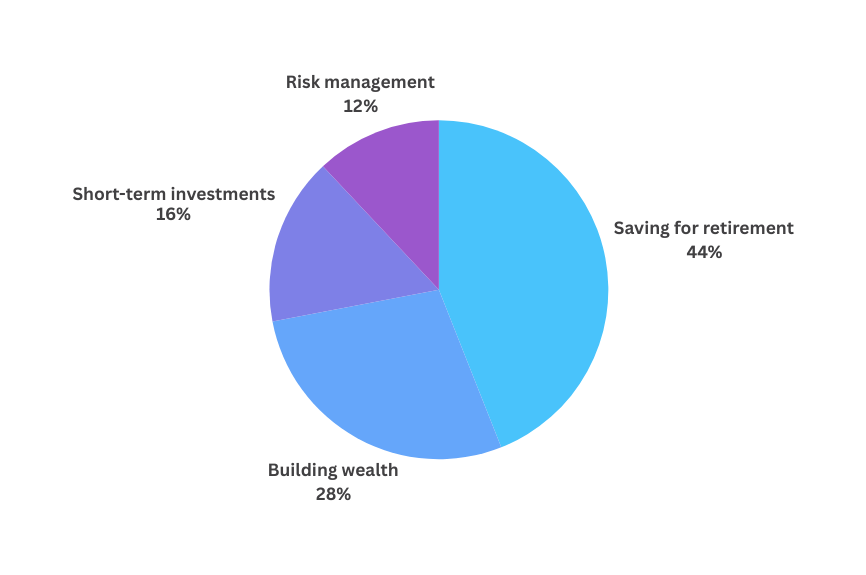 Risk management
12%
Short-term investments
16%
Saving for retirement
44%
Building wealth
28%